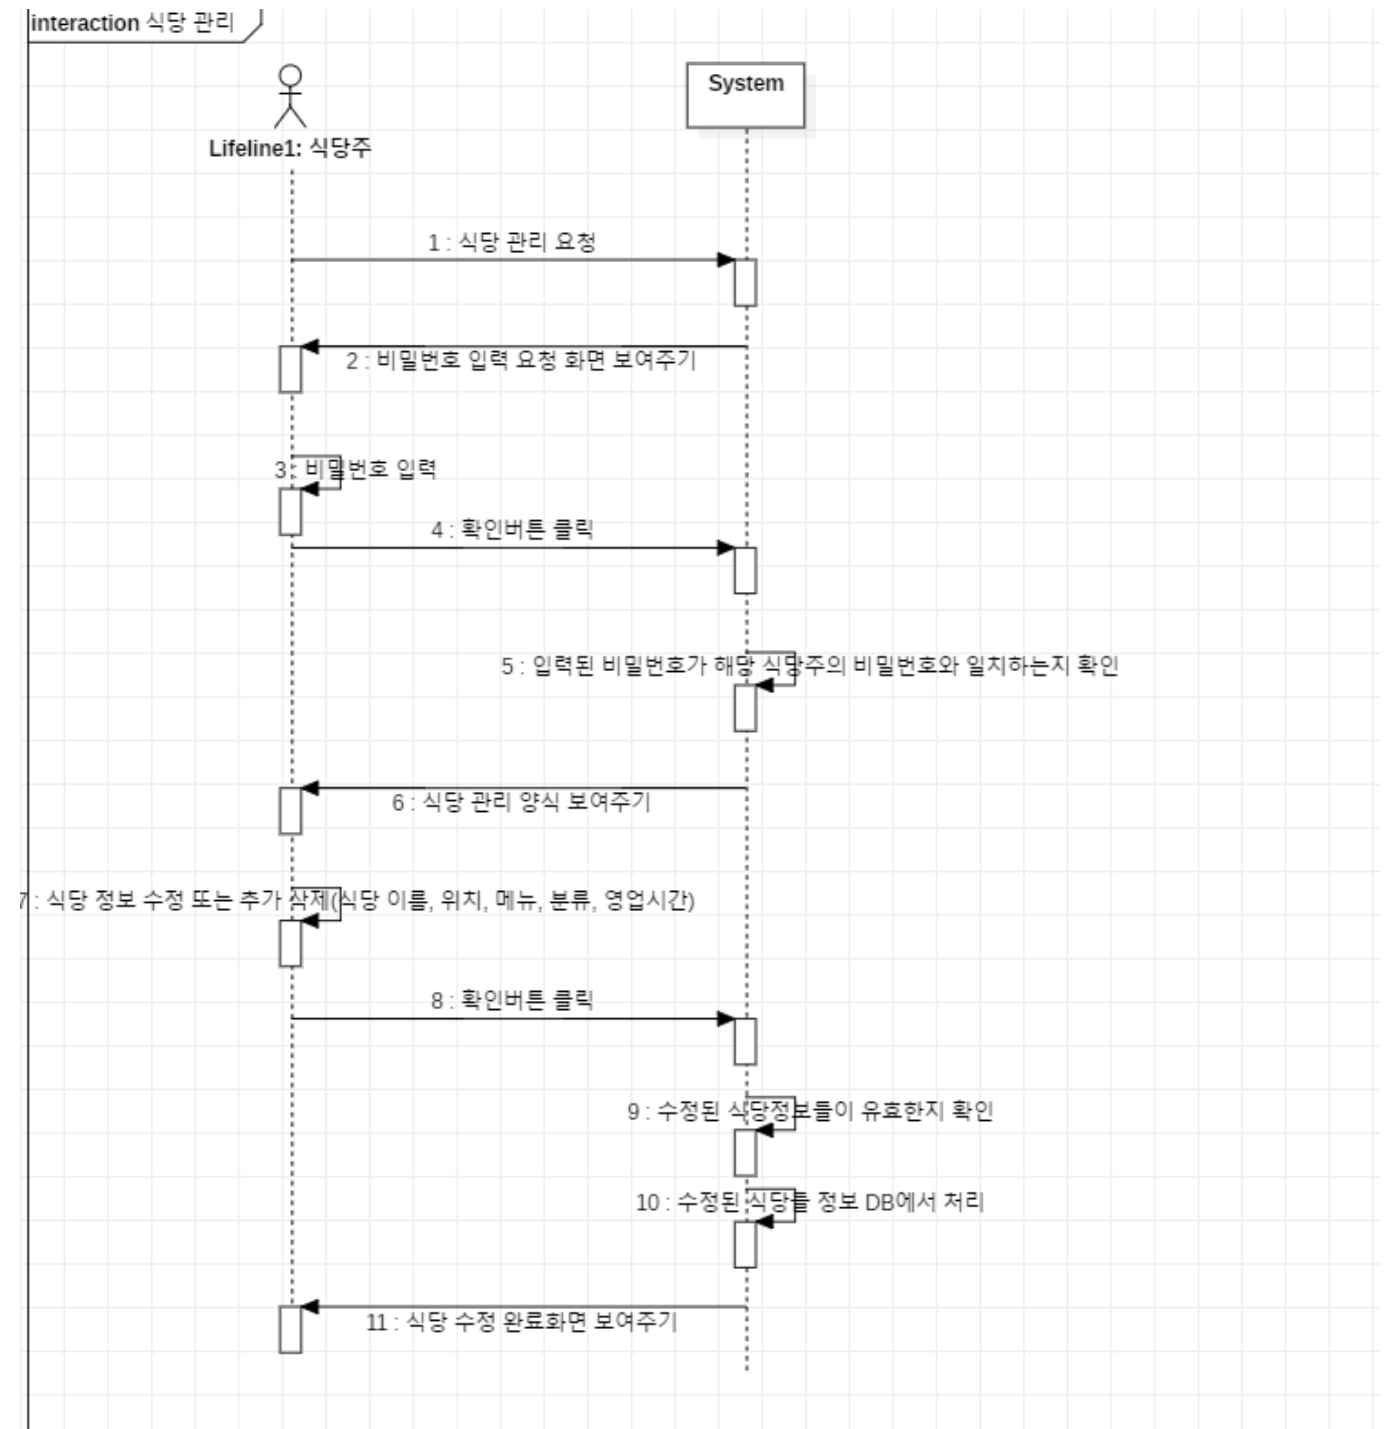 interaction 식당 관리
System
Lifeline1: 식당주
1 : 식당 관리 요청
2 : 비밀번호 입력 요청 화면 보여주기
3 : 비밀번호 입력
4 : 확인버튼 클릭
5 : 입력된 비밀번호가 해당 식당주의 비밀번호와 일치하는지 확인
6 : 식당 관리 양식 보여주기
7 : 식당 정보 수정 또는 추가 삭제(식당 이름, 위치, 메뉴, 분류, 영업시간)
8 : 확인버튼 클릭
9 : 수정된 식당정보들이 유효한지 확인
10 : 수정된 식당들 정보 DB에서 처리
11 : 식당 수정 완료화면 보여주기